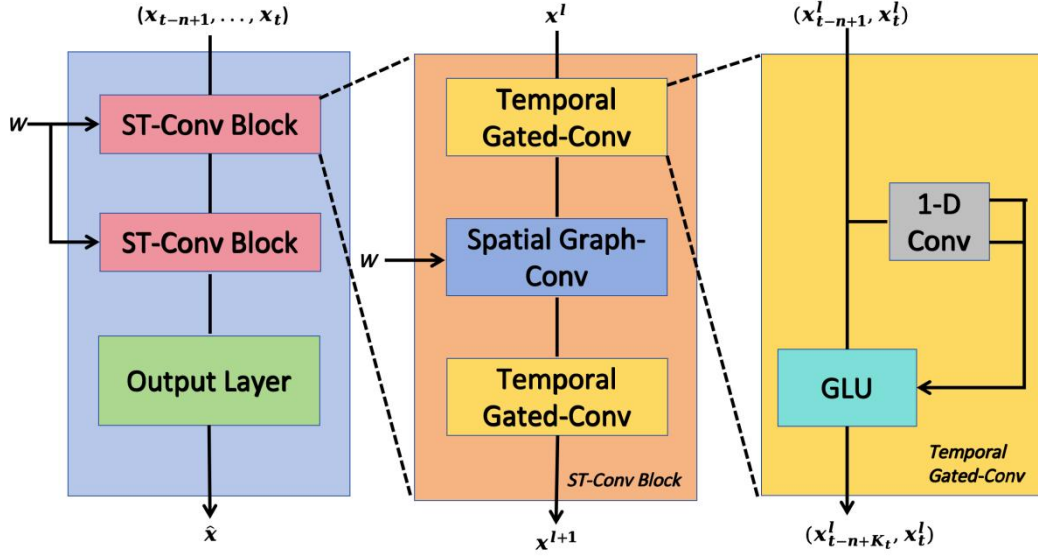 (x_{t-n+1}, . . . , x_t)
W
ST-Conv Block
ST-Conv Block
Output Layer
x̂
x^l
Temporal
Gated-Conv
W
Spatial Graph-
Conv
Temporal
Gated-Conv
ST-Conv Block
x^{l+1}
(x^l_{t-n+1}, x^l_t)
1-D
Conv
GLU
Temporal
Gated-Conv
(x^l_{t-n+K_t}, x^l_t)